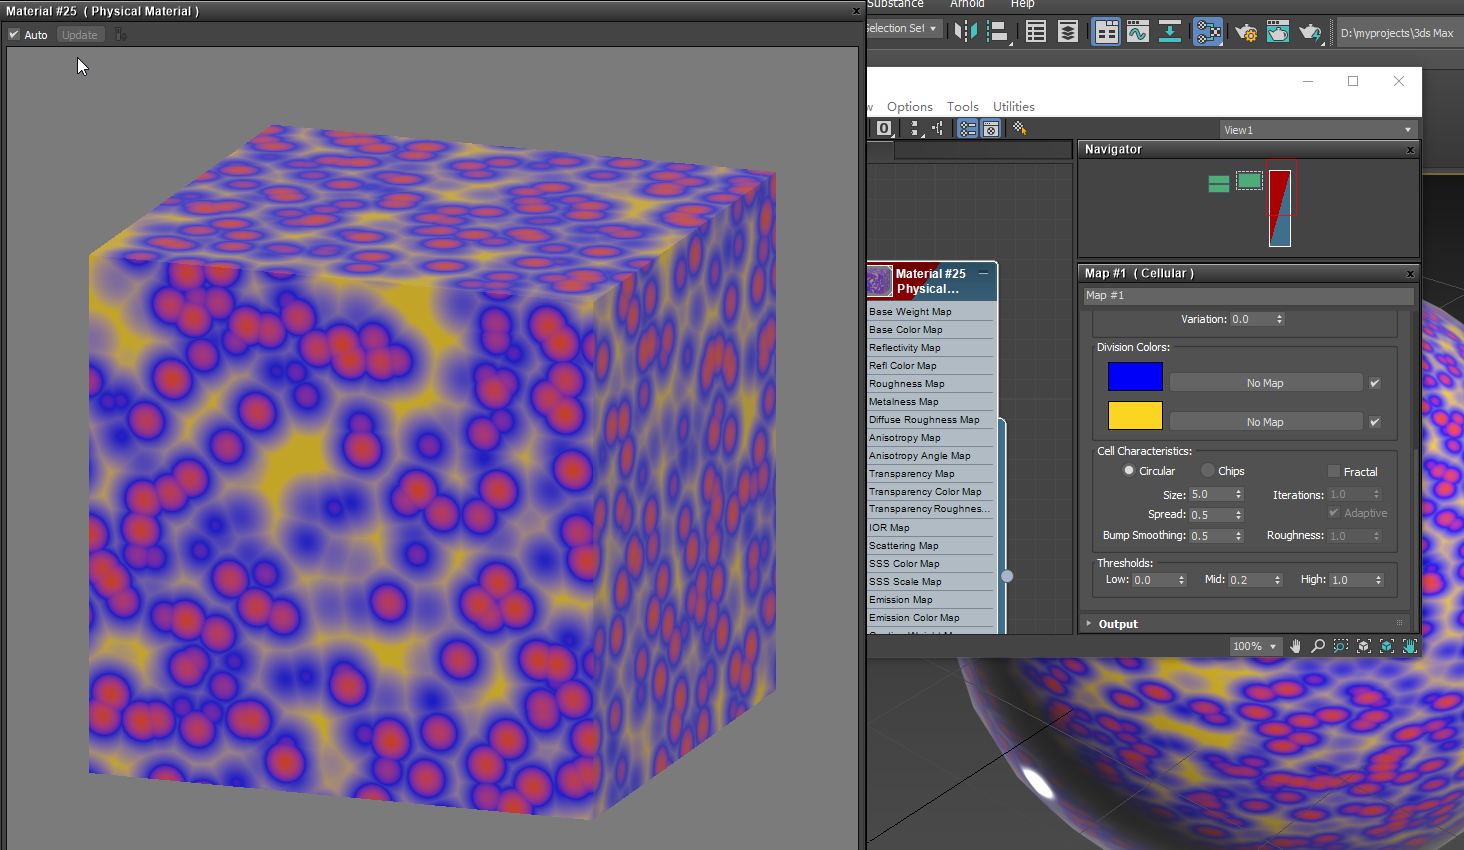 Material #25 ( Physical Material )
Auto
Update
Substance
Arnold
Help
Selection Set
D:\myprojects\3ds Max
Options
Tools
Utilities
0
View1
Navigator
Material #25
Physical...
Base Weight Map
Base Color Map
Reflectivity Map
Refl Color Map
Roughness Map
Metalness Map
Diffuse Roughness Map
Anisotropy Map
Anisotropy Angle Map
Transparency Map
Transparency Color Map
Transparency Roughnes...
IOR Map
Scattering Map
SSS Color Map
SSS Scale Map
Emission Map
Emission Color Map
Map #1 ( Cellular )
Map #1
Variation: 0.0
Division Colors:
No Map
No Map
Cell Characteristics:
Circular
Chips
Fractal
Size: 5.0
Iterations: 1.0
Spread: 0.5
Adaptive
Bump Smoothing: 0.5
Roughness: 1.0
Thresholds:
Low: 0.0
Mid: 0.2
High: 1.0
Output
100%